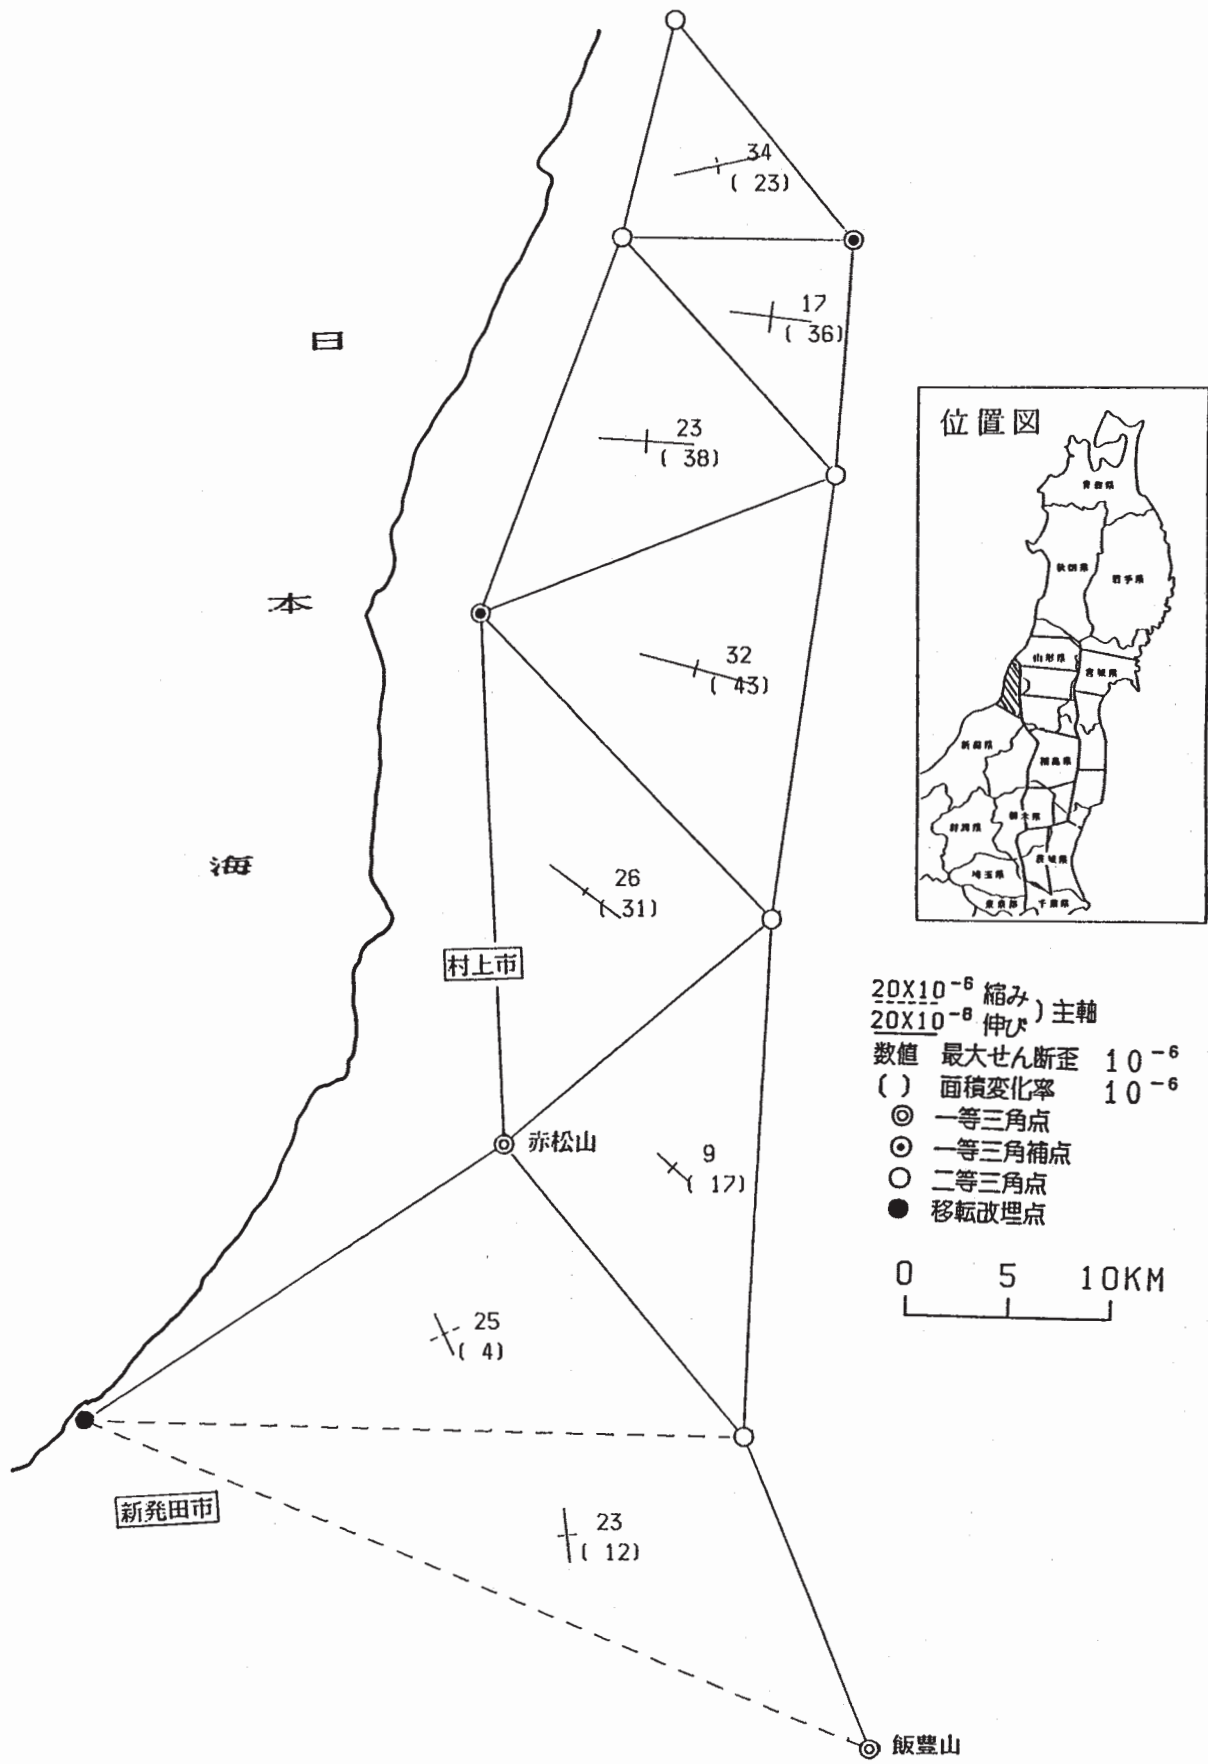 34
( 23)
17
( 36)
日
23
( 38)
本
32
( 43)
海
26
( 31)
村上市
赤松山
9
( 17)
25
( 4)
新発田市
23
( 12)
飯豊山
位置図
青森県
秋田県
岩手県
山形県
宮城県
新潟県
福島県
群馬県
栃木県
茨城県
埼玉県
東京都
千葉県
20X10⁻⁶ 縮み
20X10⁻⁶ 伸び
) 主軸
数値 最大せん断歪 10⁻⁶
( ) 面積変化率 10⁻⁶
一等三角点
一等三角補点
二等三角点
移転改埋点
0 5 10KM